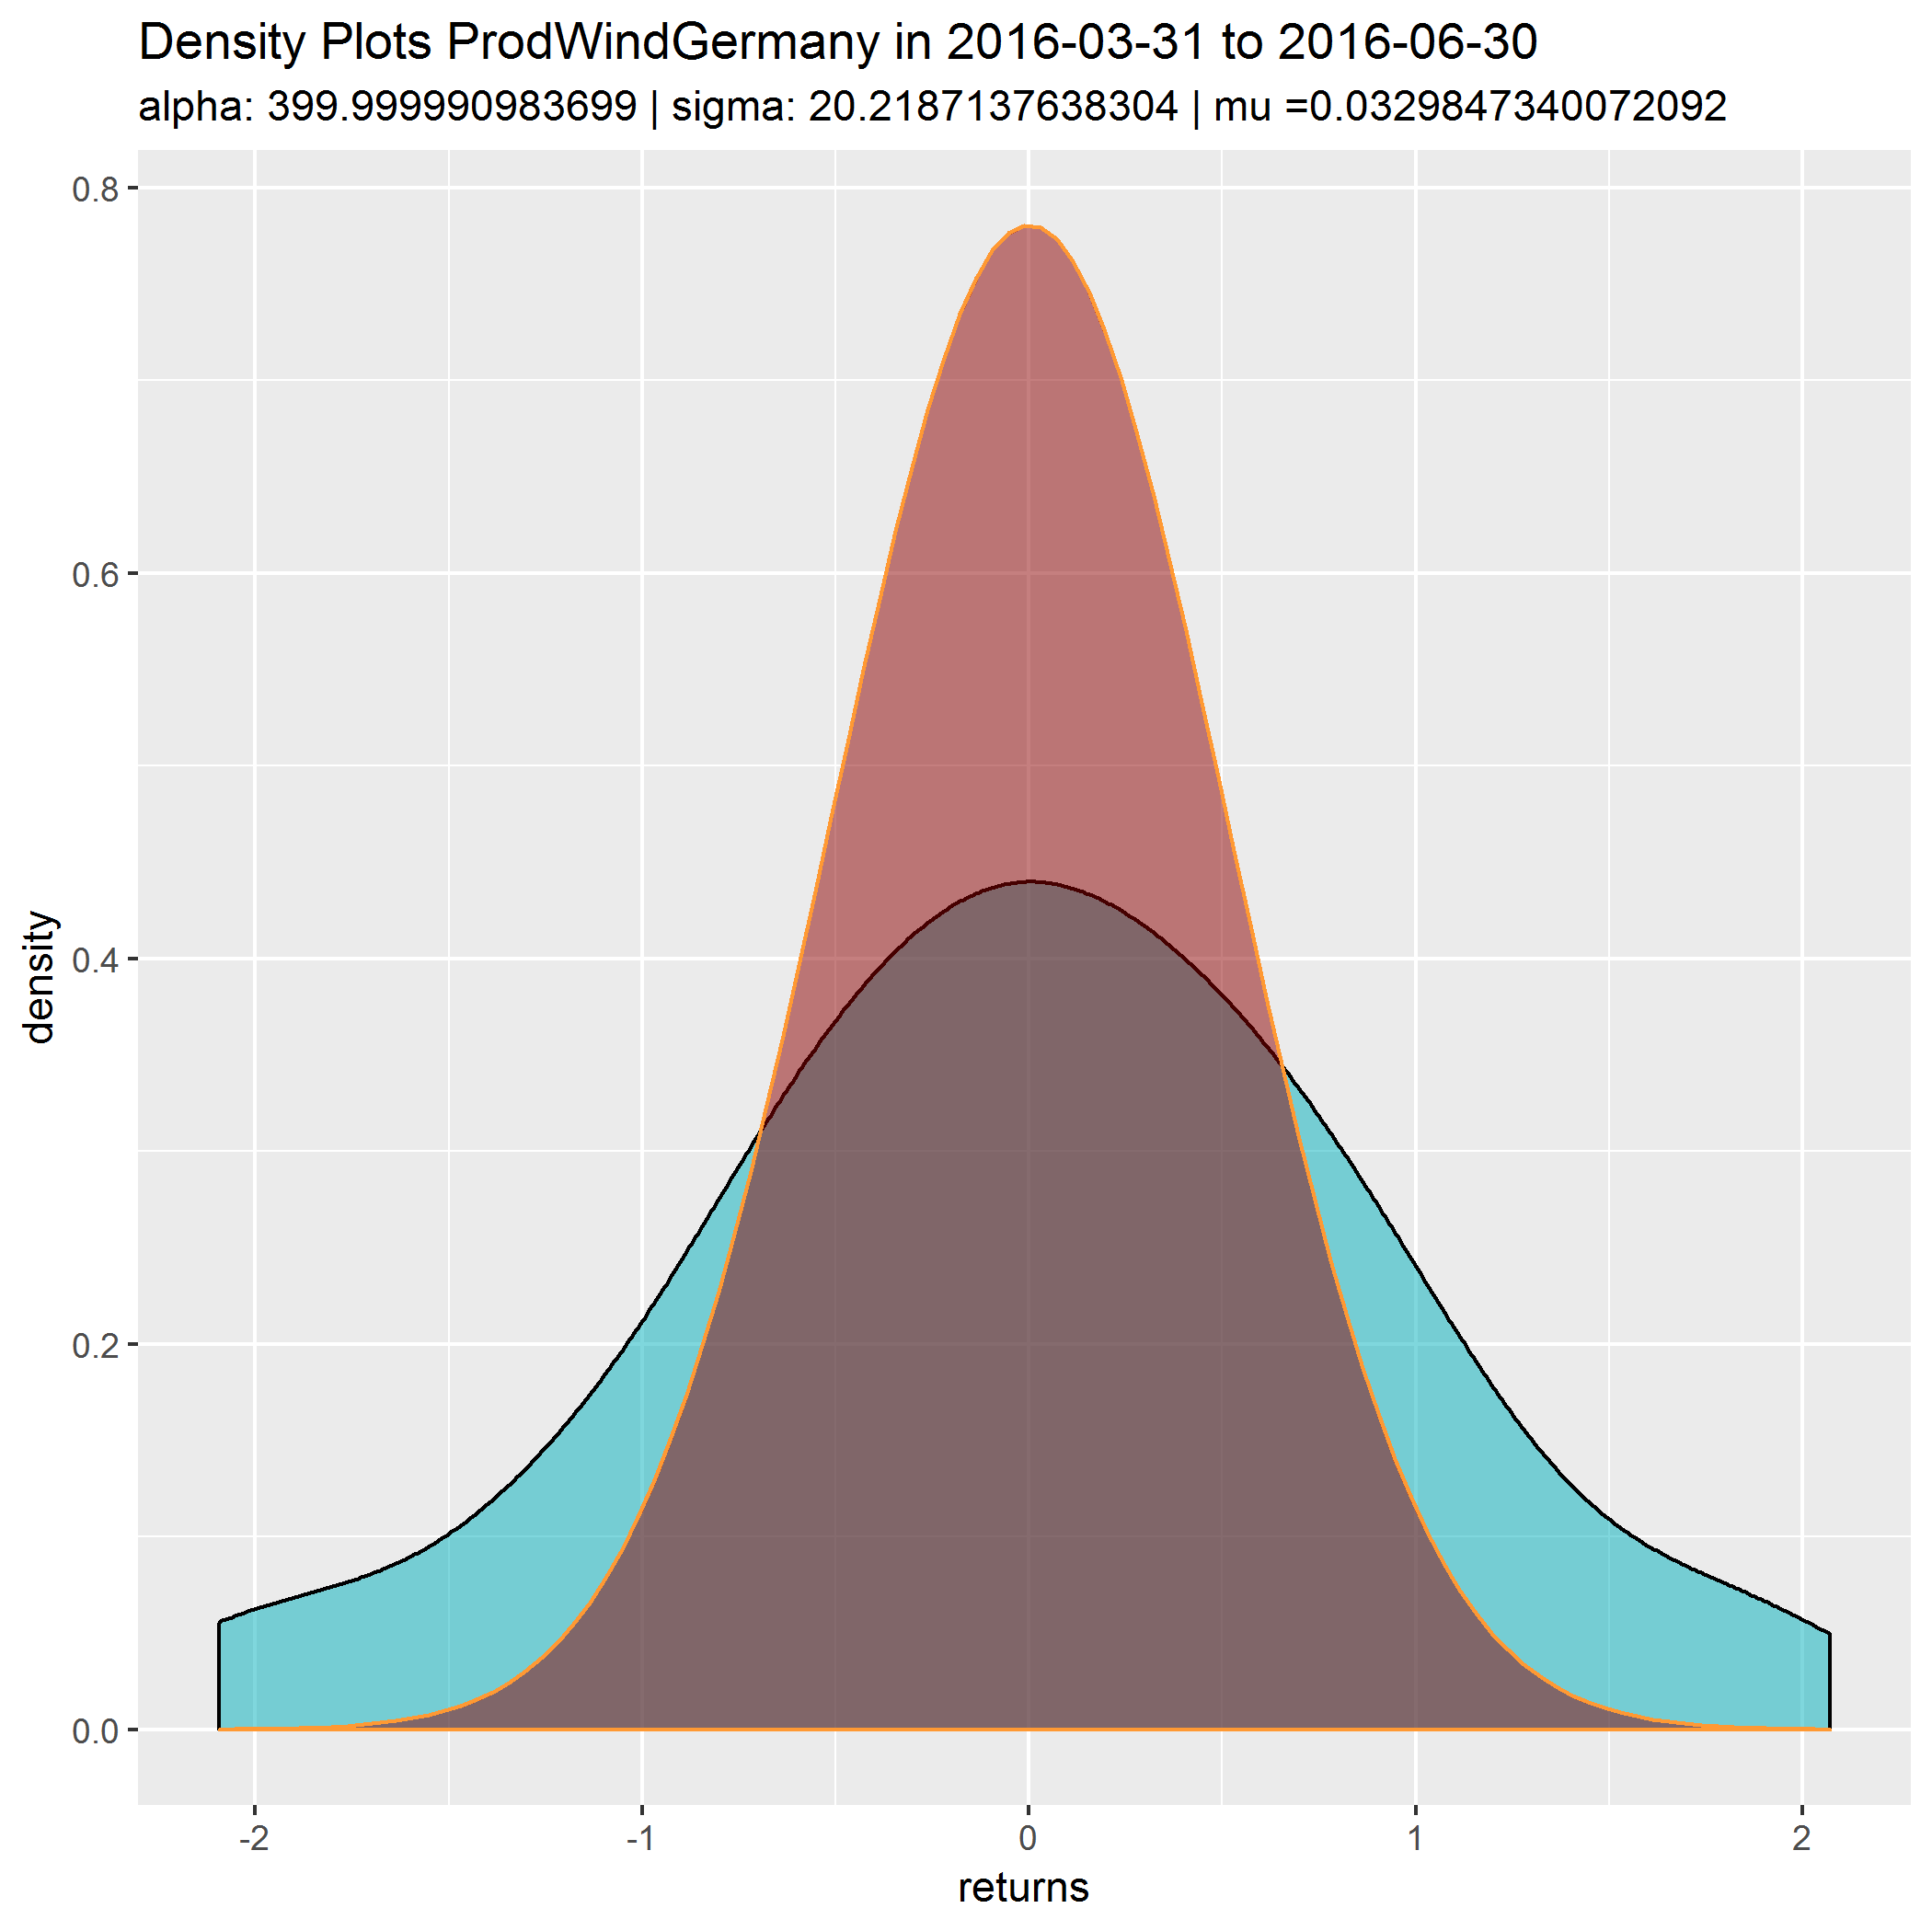 Density Plots ProdWindGermany in 2016-03-31 to 2016-06-30
alpha: 399.999990983699 | sigma: 20.2187137638304 | mu =0.0329847340072092
0.8
0.6
0.4
0.2
0.0
density
-2
-1
0
1
2
returns